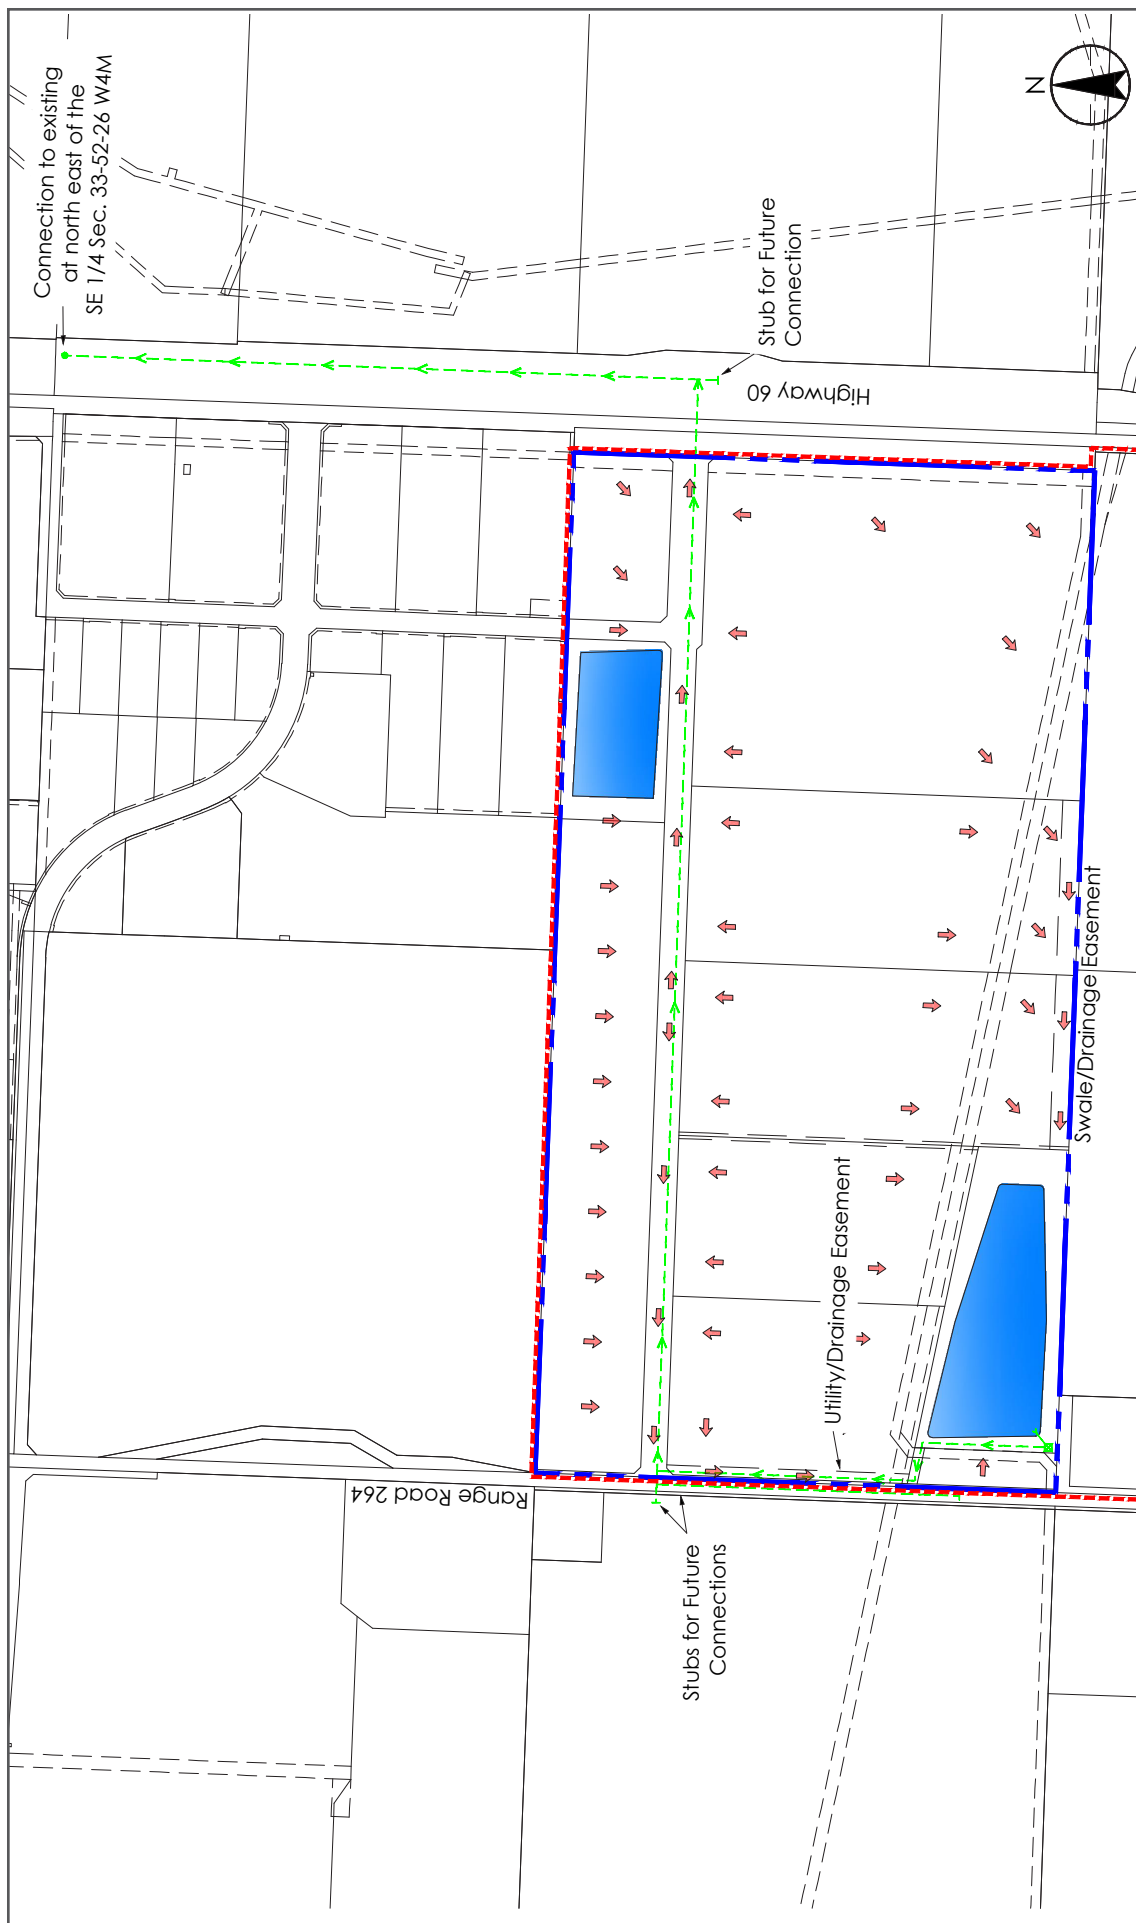 Connection to existing
at north east of the
SE 1/4 Sec. 33-52-26 W4M
N
Stub for Future
Connection
Highway 60
Swale/Drainage Easement
Utility/Drainage Easement
Range Road 264
Stubs for Future
Connections